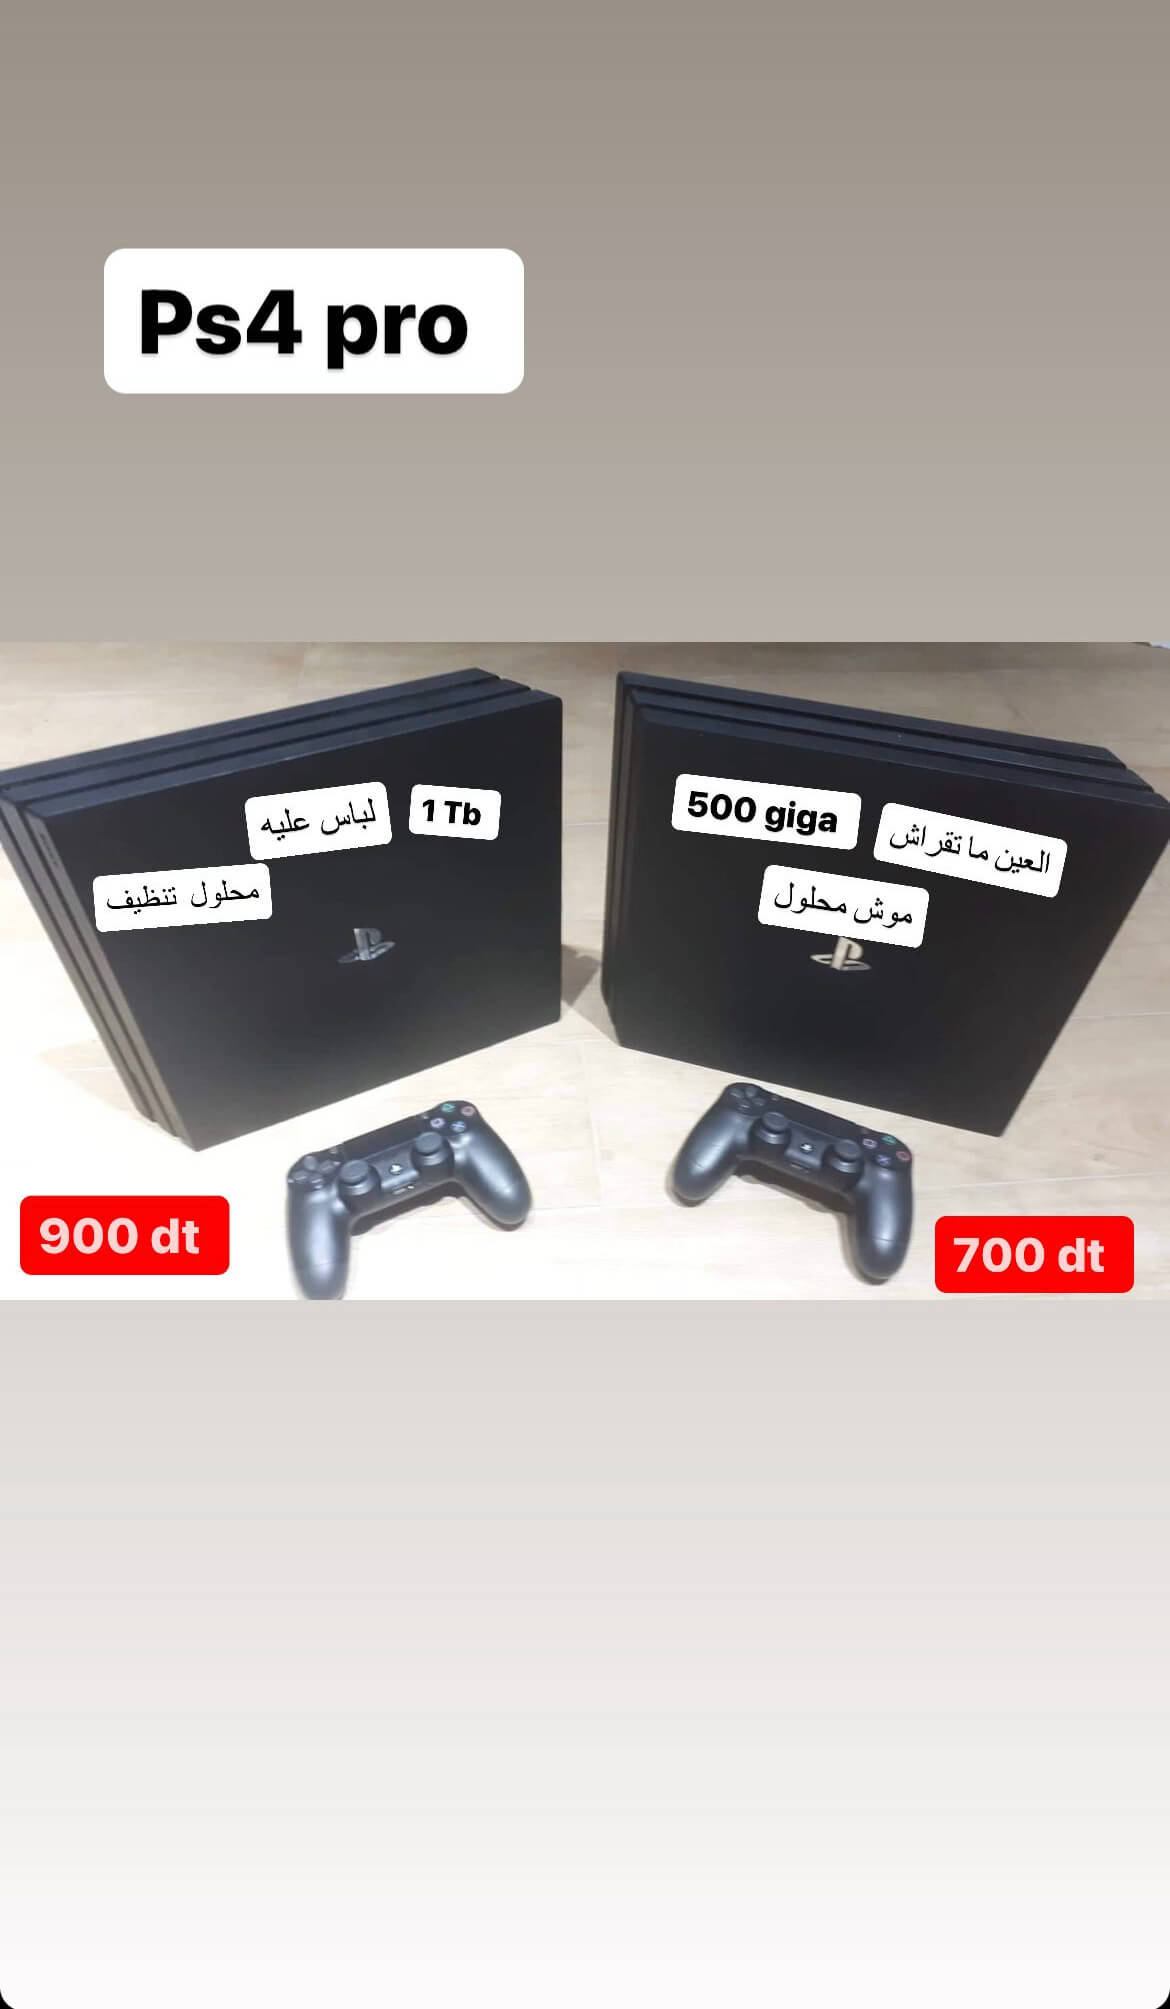 Ps4 pro
لباس عليه
1 Tb
محلول تنظيف
500 giga
العين ما تقراش
موش محلول
900 dt
700 dt